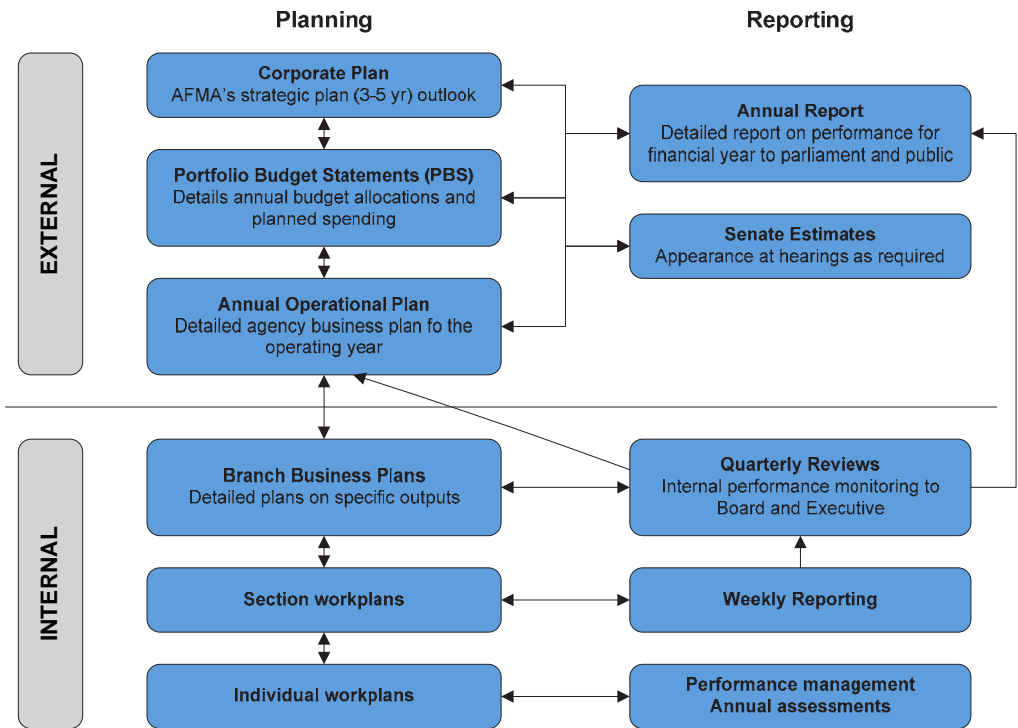 Planning
Reporting
EXTERNAL
Corporate Plan
AFMA's strategic plan (3-5 yr) outlook
Portfolio Budget Statements (PBS)
Details annual budget allocations and
planned spending
Annual Operational Plan
Detailed agency business plan fo the
operating year
Annual Report
Detailed report on performance for
financial year to parliament and public
Senate Estimates
Appearance at hearings as required
INTERNAL
Branch Business Plans
Detailed plans on specific outputs
Section workplans
Individual workplans
Quarterly Reviews
Internal performance monitoring to
Board and Executive
Weekly Reporting
Performance management
Annual assessments